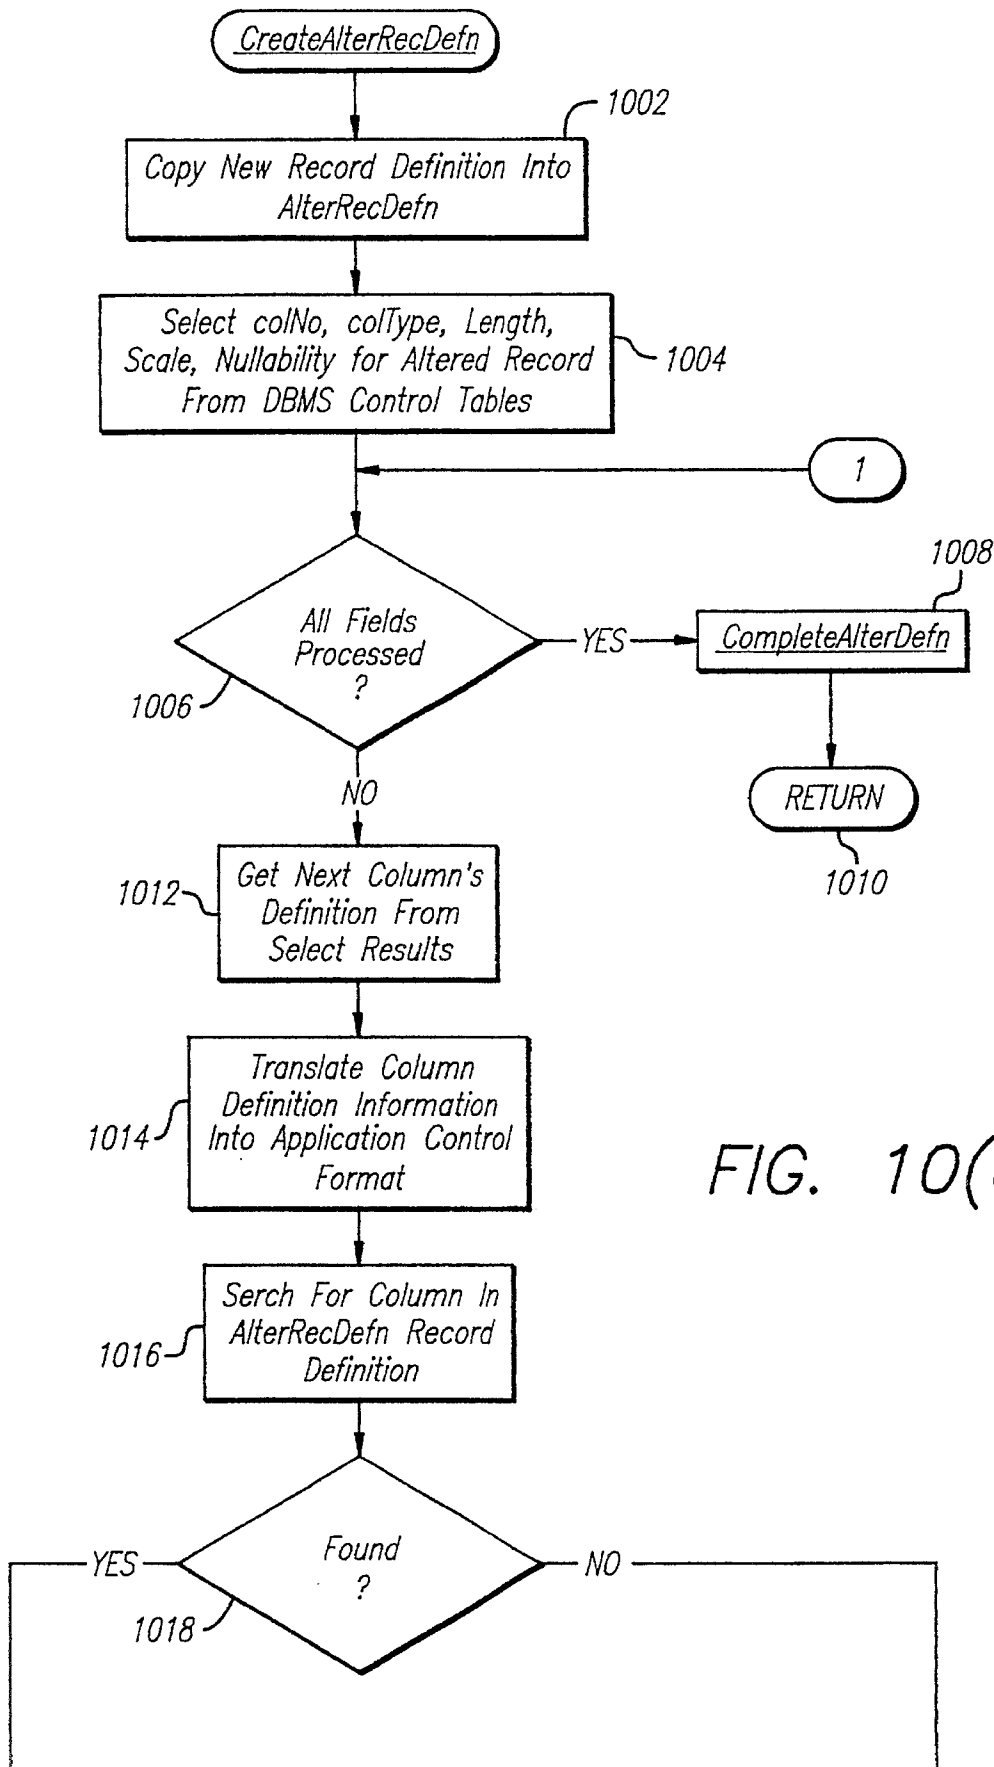 CreateAlterRecDefn
1002
Copy New Record Definition Into
AlterRecDefn
Select colNo, colType, Length,
Scale, Nullability for Altered Record
From DBMS Control Tables
1004
1
1008
All Fields
Processed
?
YES
CompleteAlterDefn
1006
NO
RETURN
1010
1012
Get Next Column's
Definition From
Select Results
Translate Column
Definition Information
Into Application Control
Format
1014
FIG. 10(
Serch For Column In
AlterRecDefn Record
Definition
1016
YES
Found
?
NO
1018